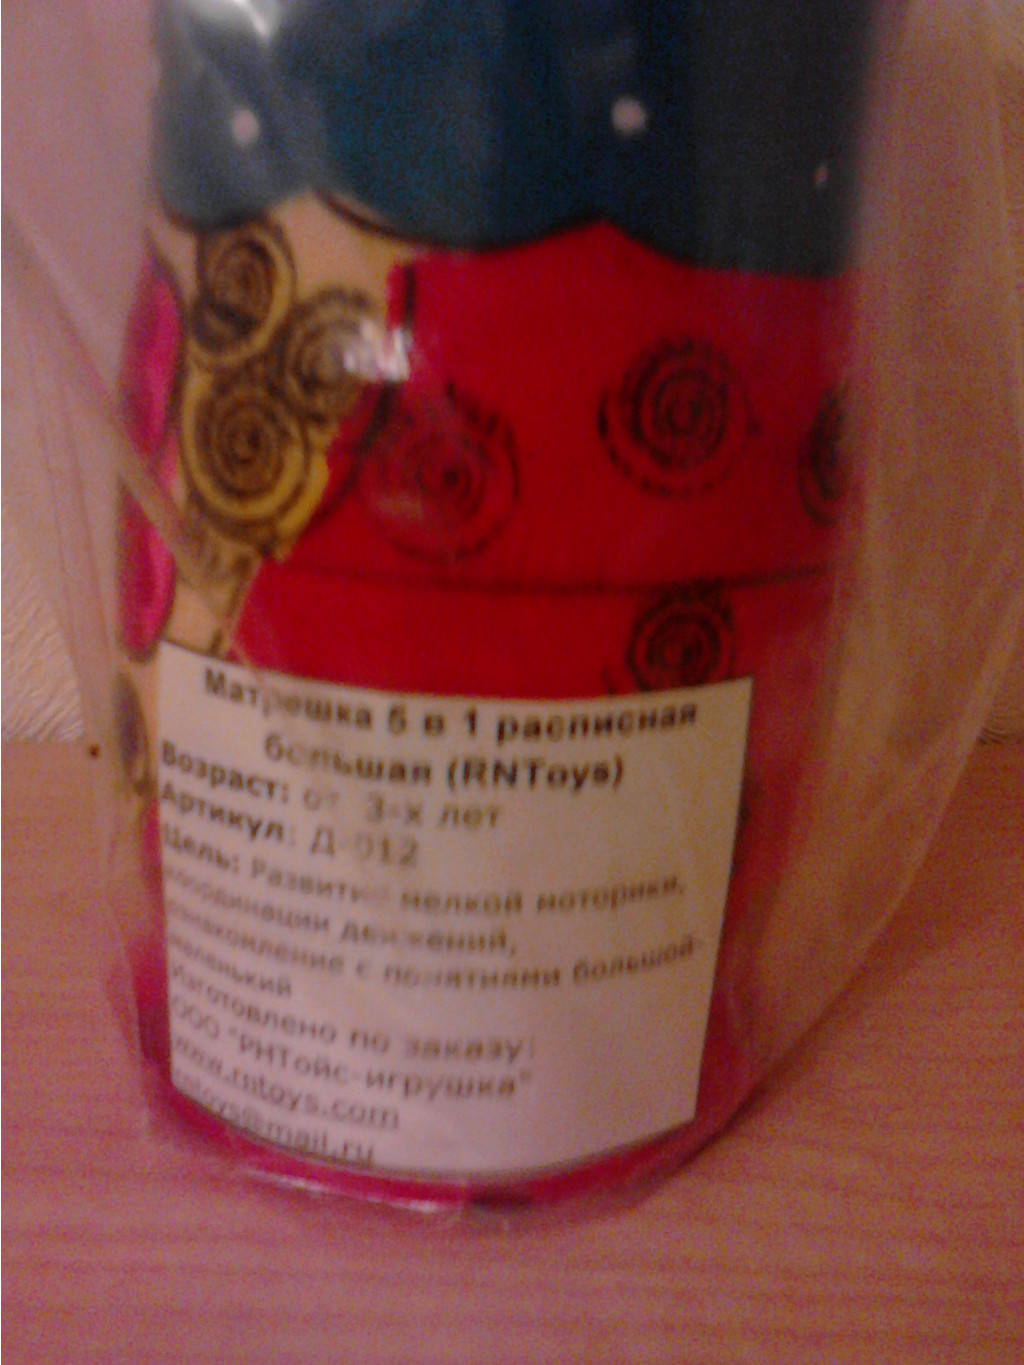 Матрешка 5 в 1 расписная
большая (RNToys)
Возраст: от 3-х лет
Артикул: Д-012
Цель: Развитие мелкой моторики,
координации движений,
ознакомление с понятиями большой-
маленький
Изготовлено по заказу:
ООО "РНТойс-игрушка"
www.rntoys.com
rntoys@mail.ru